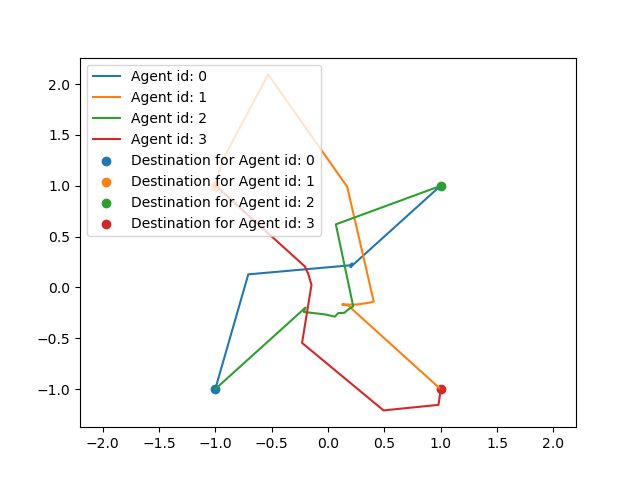 2.0
1.5
1.0
0.5
0.0
−0.5
−1.0
Agent id: 0
Agent id: 1
Agent id: 2
Agent id: 3
Destination for Agent id: 0
Destination for Agent id: 1
Destination for Agent id: 2
Destination for Agent id: 3
−2.0 −1.5 −1.0 −0.5 0.0 0.5 1.0 1.5 2.0